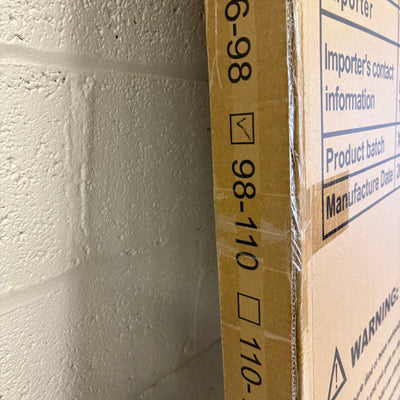 6-98
☑ 98-110
☐ 110-
Importer
Importer's contact
information
Product batch
Manufacture Date
WARNING: